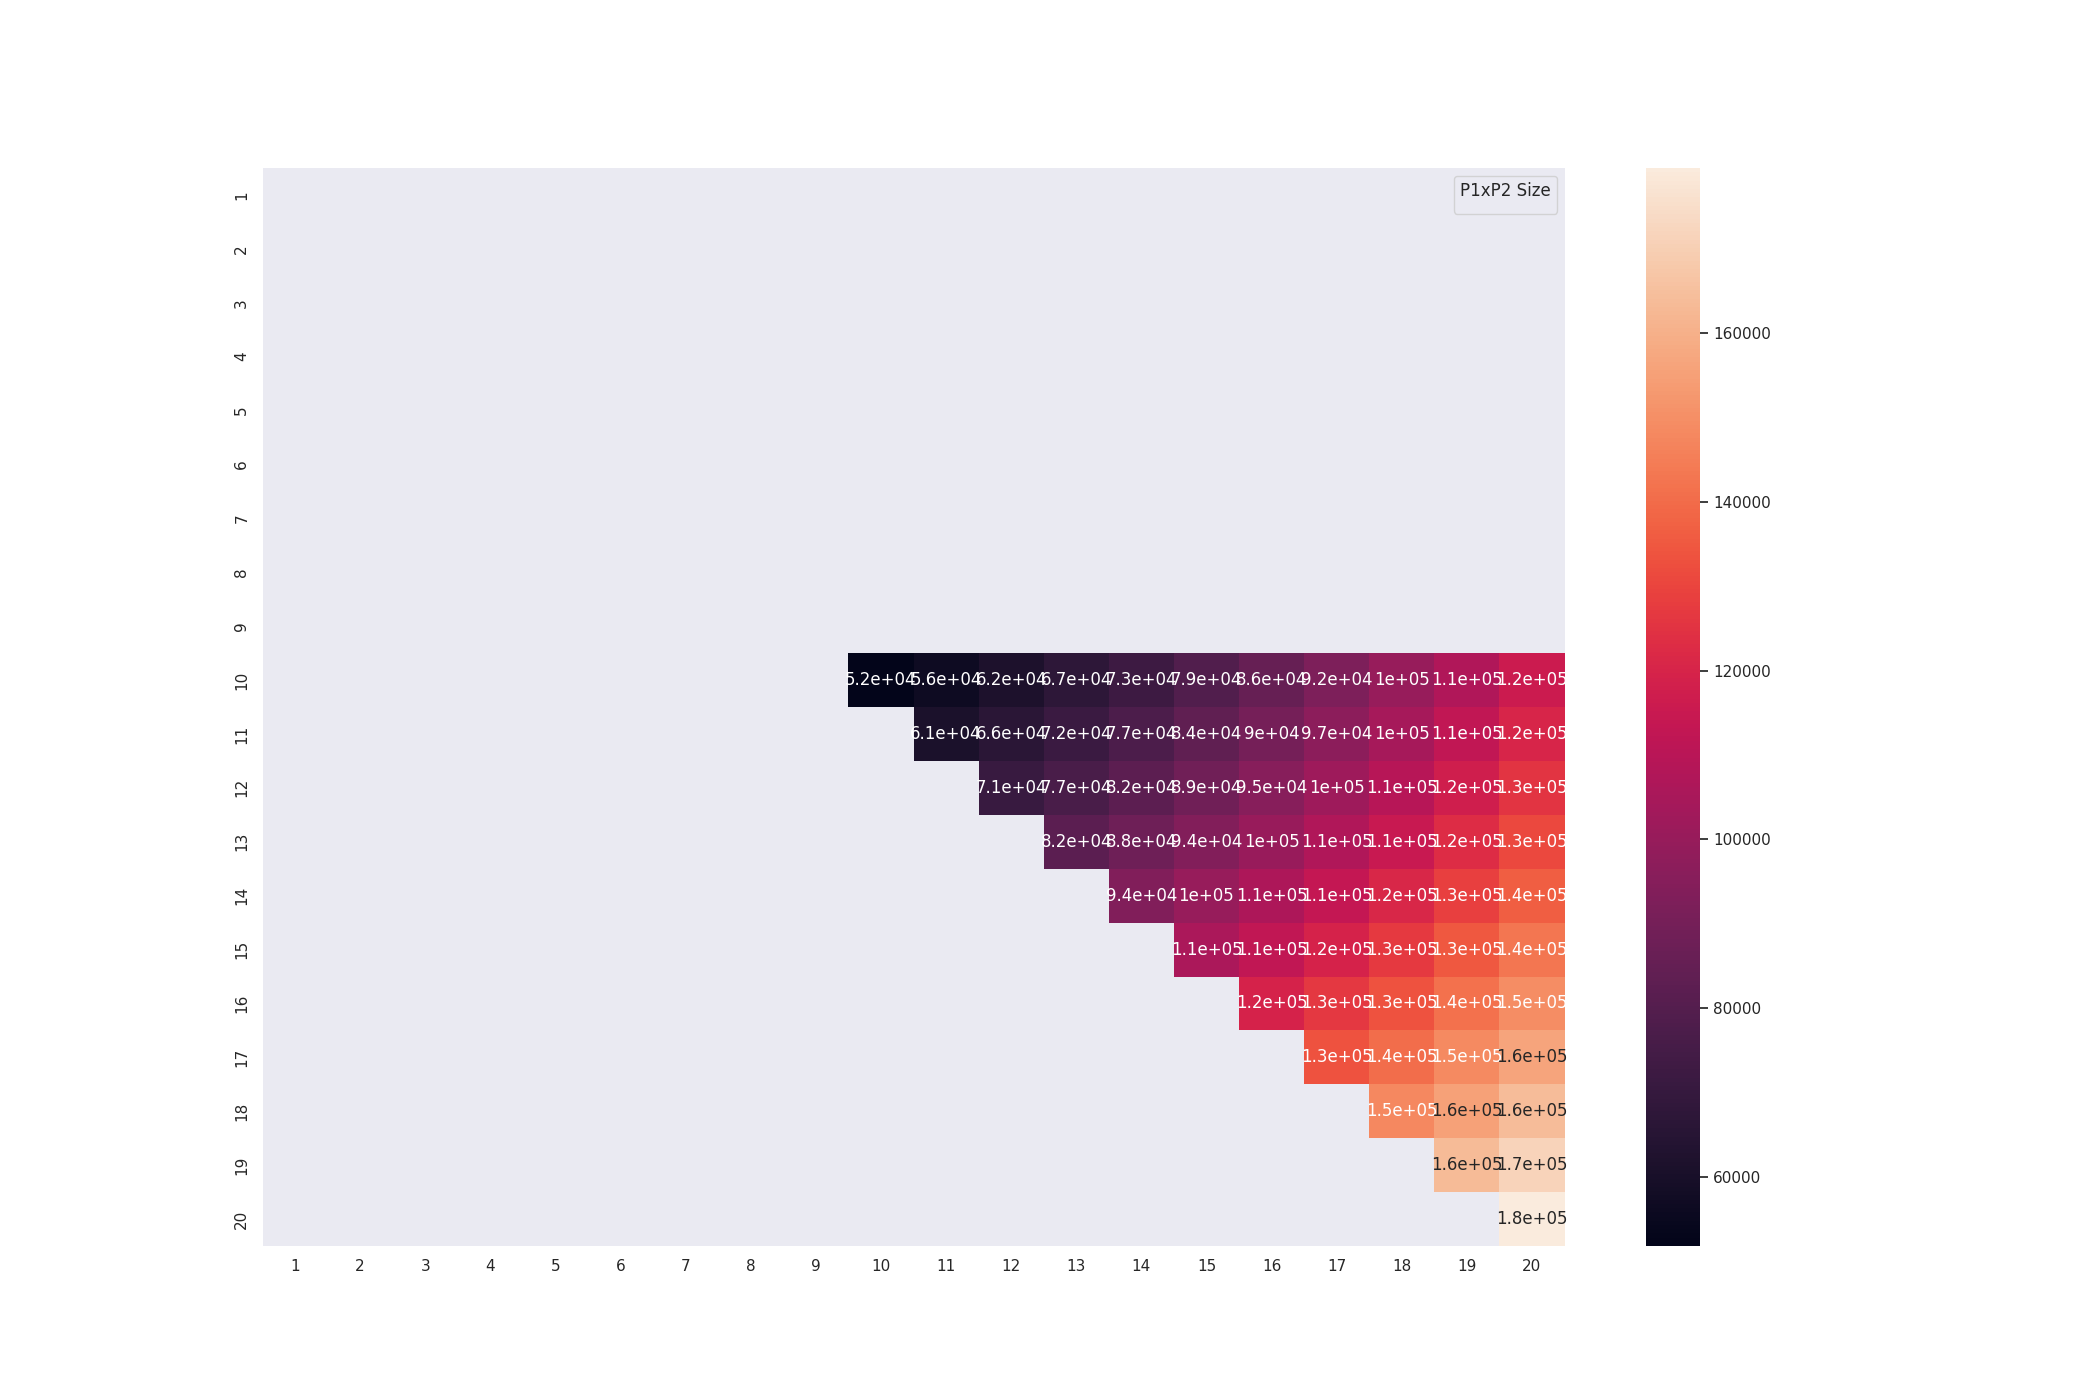 P1xP2 Size
1
2
3
4
5
6
7
8
9
10 5.2e+04 5.6e+04 6.2e+04 6.7e+04 7.3e+04 7.9e+04 8.6e+04 9.2e+04 1e+05 1.1e+05 1.2e+05
11 6.1e+04 6.6e+04 7.2e+04 7.7e+04 8.4e+04 9e+04 9.7e+04 1e+05 1.1e+05 1.2e+05
12 7.1e+04 7.7e+04 8.2e+04 8.9e+04 9.5e+04 1e+05 1.1e+05 1.2e+05 1.3e+05
13 8.2e+04 8.8e+04 9.4e+04 1e+05 1.1e+05 1.1e+05 1.2e+05 1.3e+05
14 9.4e+04 1e+05 1.1e+05 1.1e+05 1.2e+05 1.3e+05 1.4e+05
15 1.1e+05 1.1e+05 1.2e+05 1.3e+05 1.3e+05 1.4e+05
16 1.2e+05 1.3e+05 1.3e+05 1.4e+05 1.5e+05
17 1.3e+05 1.4e+05 1.5e+05 1.6e+05
18 1.5e+05 1.6e+05 1.6e+05
19 1.6e+05 1.7e+05
20 1.8e+05
1 2 3 4 5 6 7 8 9 10 11 12 13 14 15 16 17 18 19 20
160000
140000
120000
100000
80000
60000